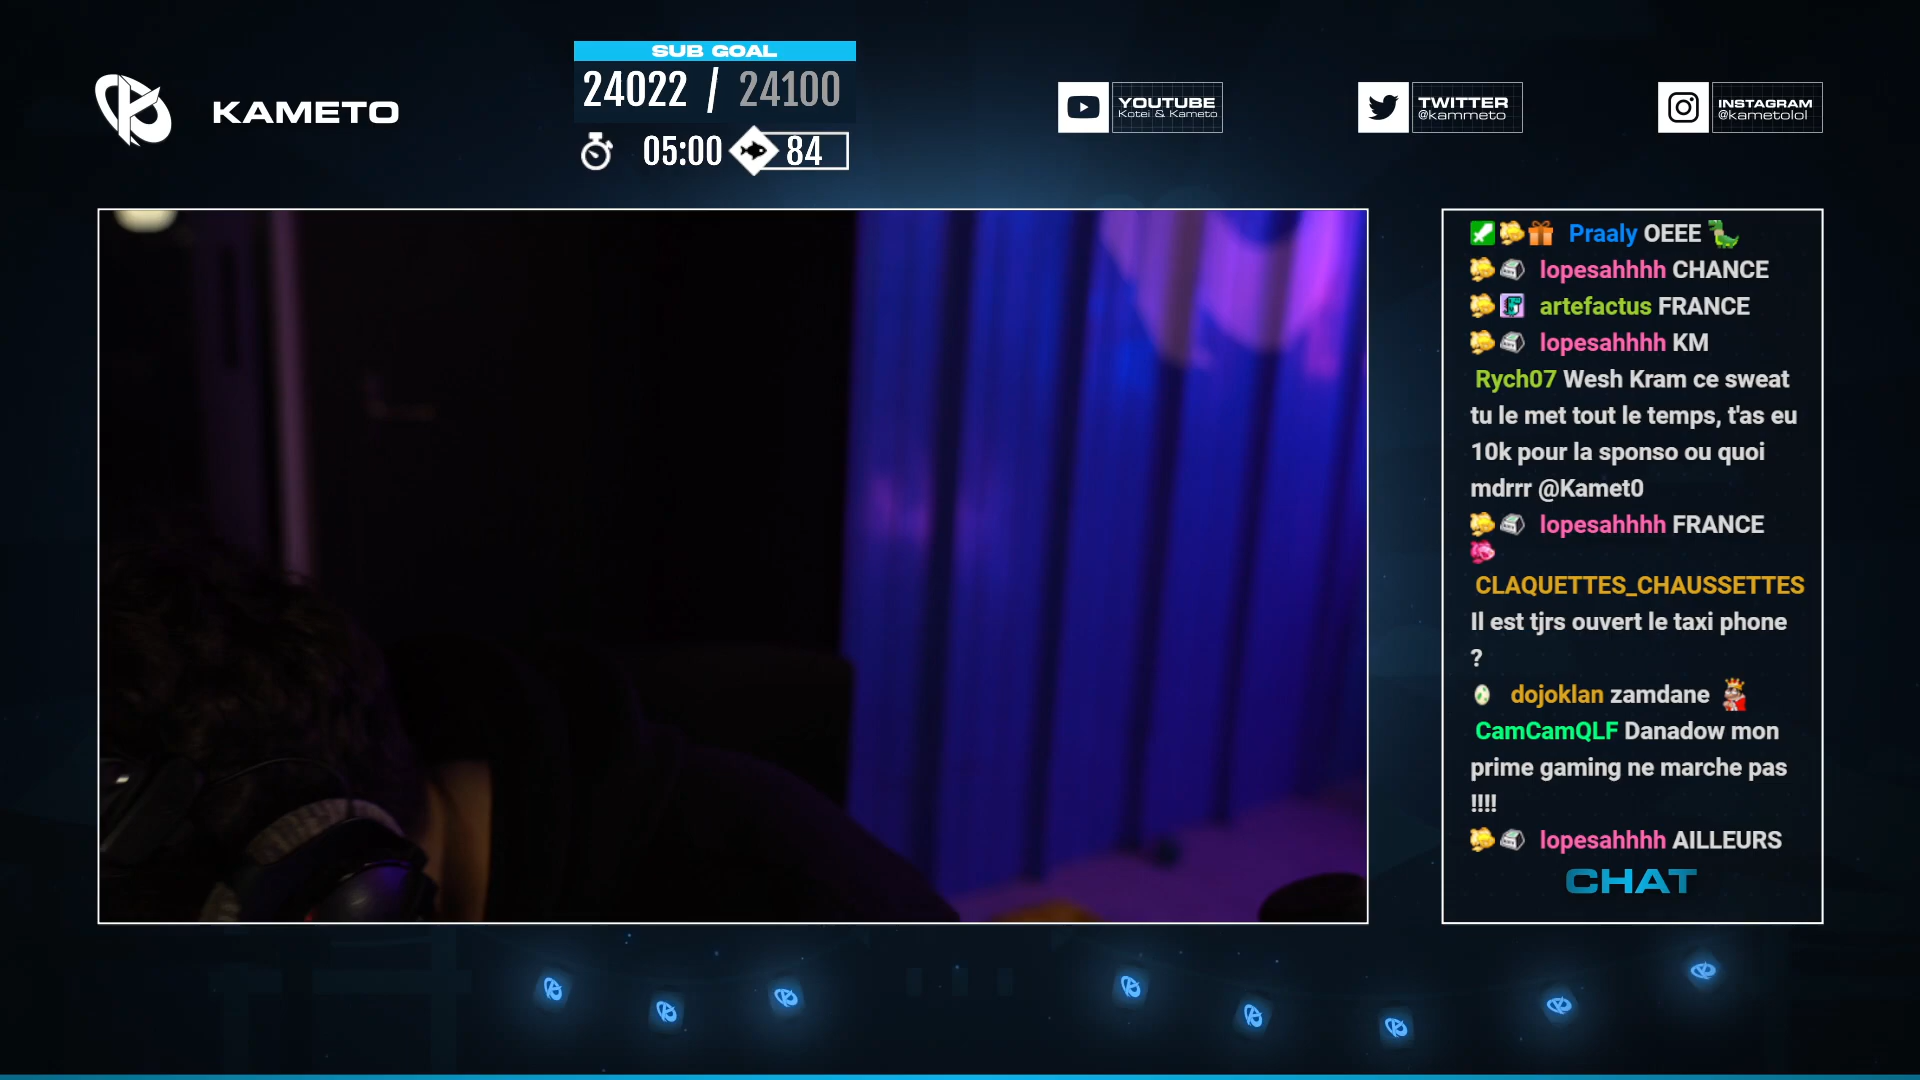 KAMETO
SUB GOAL
24022 / 24100
05:00
84
YOUTUBE
Kotei & Kameto
TWITTER
@kammeto
INSTAGRAM
@kametolol
Praaly OEEE
lopesahhhh CHANCE
artefactus FRANCE
lopesahhhh KM
Rych07 Wesh Kram ce sweat
tu le met tout le temps, t'as eu
10k pour la sponso ou quoi
mdrrr @Kamet0
lopesahhhh FRANCE
CLAQUETTES_CHAUSSETTES
Il est tjrs ouvert le taxi phone
?
dojoklan zamdane
CamCamQLF Danadow mon
prime gaming ne marche pas
!!!!
lopesahhhh AILLEURS
CHAT